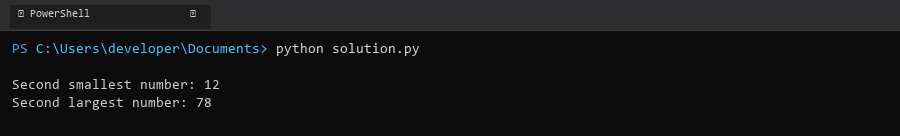 PowerShell
PS C:\Users\developer\Documents> python solution.py
Second smallest number: 12
Second largest number: 78